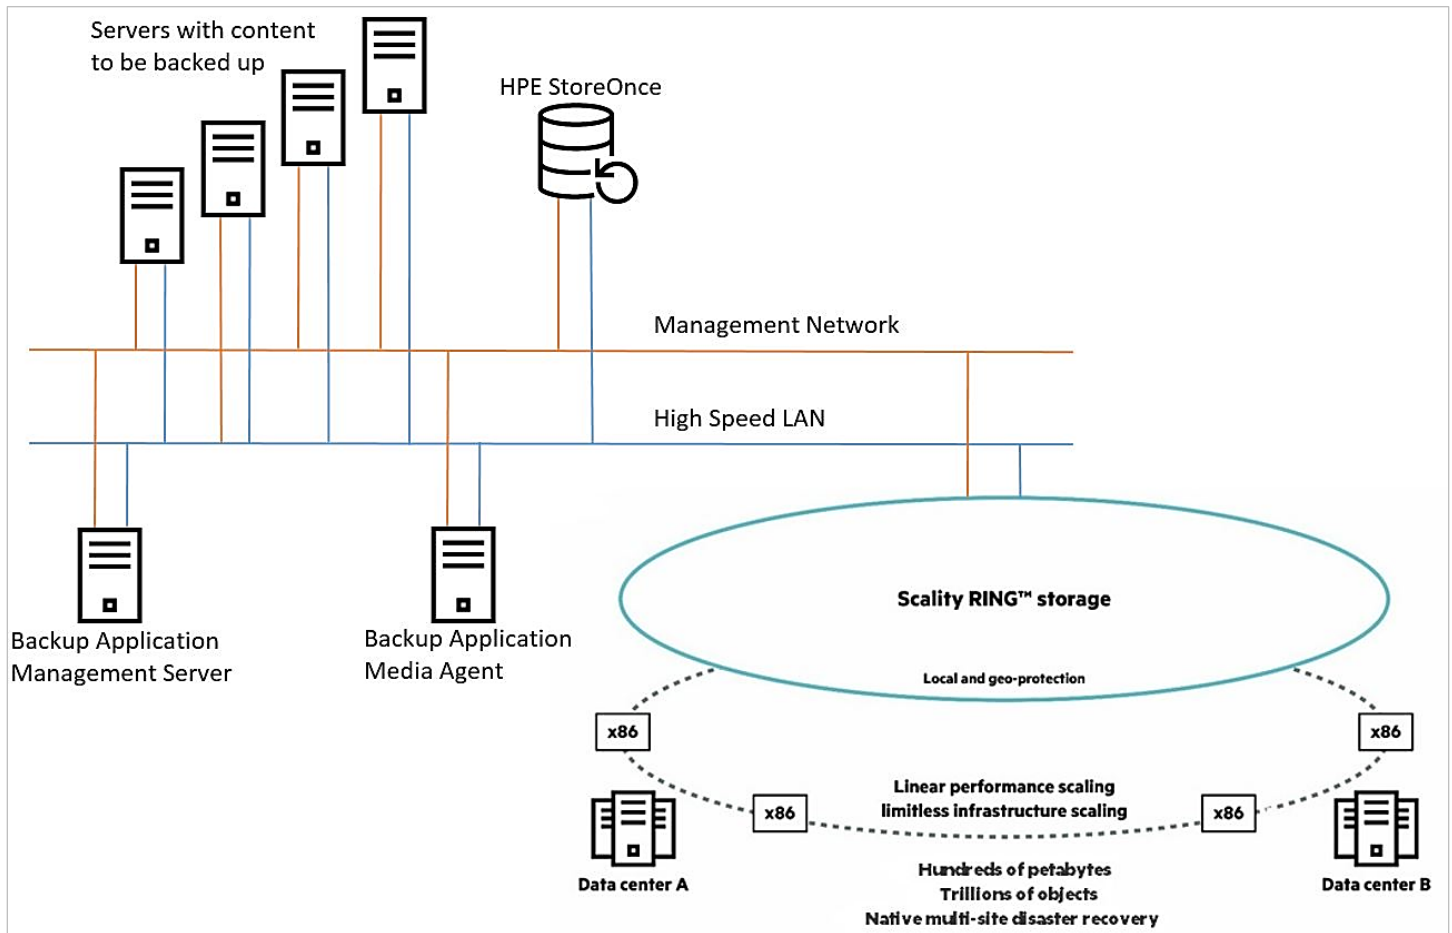 Servers with content
to be backed up
HPE StoreOnce
Management Network
High Speed LAN
Backup Application
Management Server
Backup Application
Media Agent
Scality RING™ storage
Local and geo-protection
x86
x86
x86
x86
Linear performance scaling
limitless infrastructure scaling
Data center A
Data center B
Hundreds of petabytes
Trillions of objects
Native multi-site disaster recovery